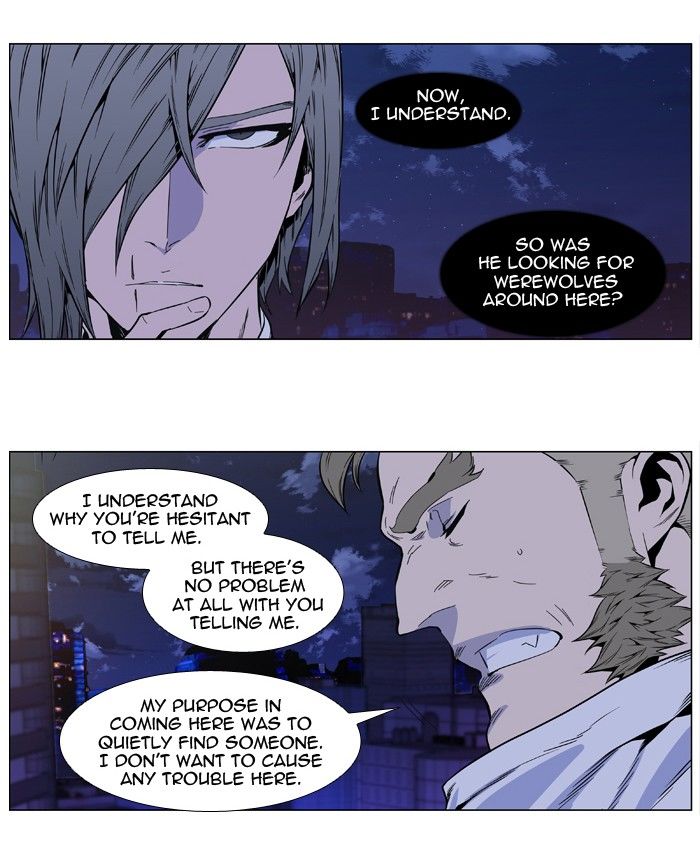 NOW,
I UNDERSTAND.
SO WAS
HE LOOKING FOR
WEREWOLVES
AROUND HERE?
I UNDERSTAND
WHY YOU'RE HESITANT
TO TELL ME.
BUT THERE'S
NO PROBLEM
AT ALL WITH YOU
TELLING ME.
MY PURPOSE IN
COMING HERE WAS TO
QUIETLY FIND SOMEONE.
I DON'T WANT TO CAUSE
ANY TROUBLE HERE.